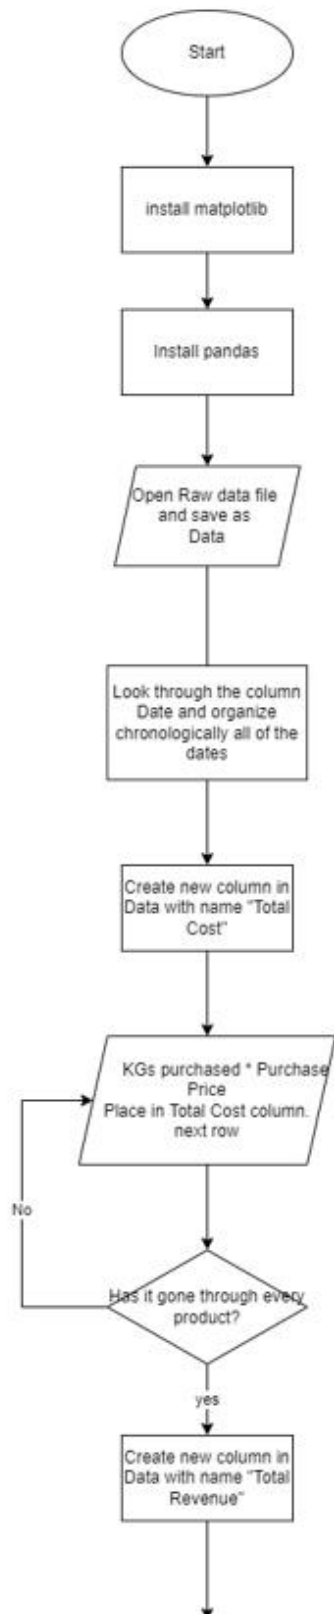 Start
install matplotlib
Install pandas
Open Raw data file
and save as
Data
Look through the column
Date and organize
chronologically all of the
dates
Create new column in
Data with name "Total
Cost"
KGs purchased * Purchase
Price
Place in Total Cost column.
next row
No
Has it gone through every
product?
yes
Create new column in
Data with name "Total
Revenue"